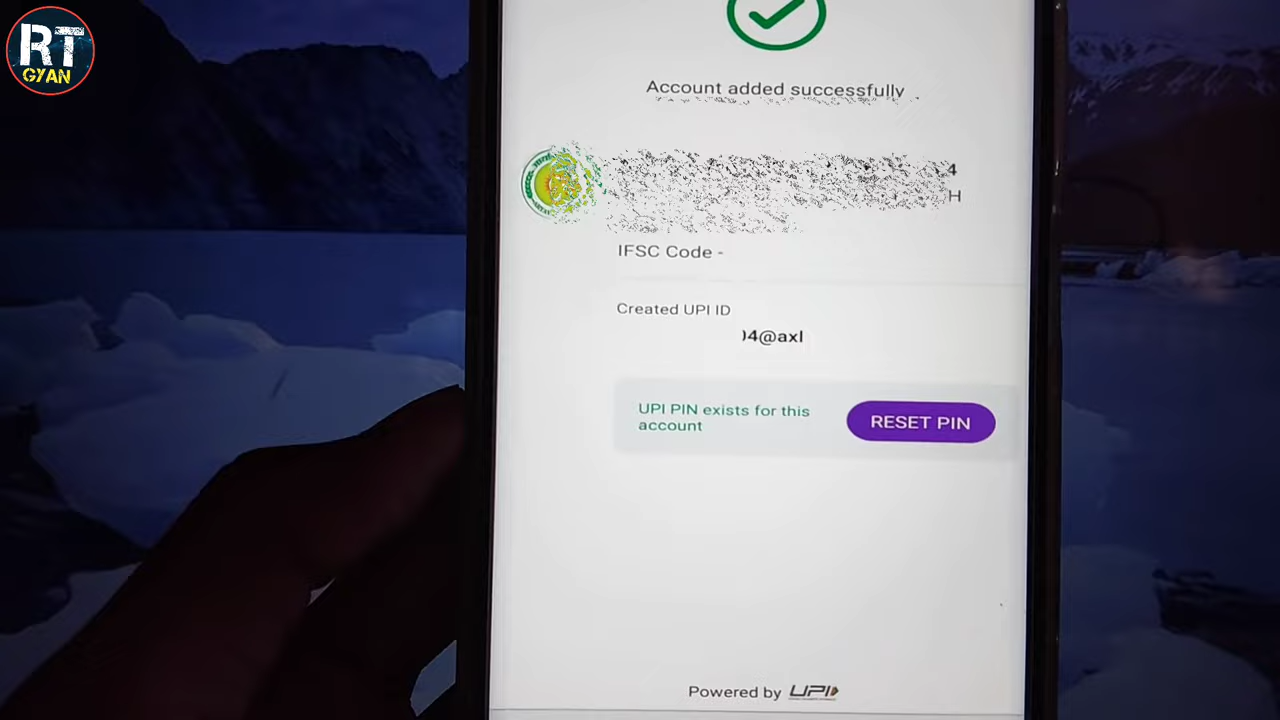 RT
GYAN
Account added successfully
4
H
IFSC Code -
Created UPI ID
04@axl
UPI PIN exists for this
account
RESET PIN
Powered by UPI